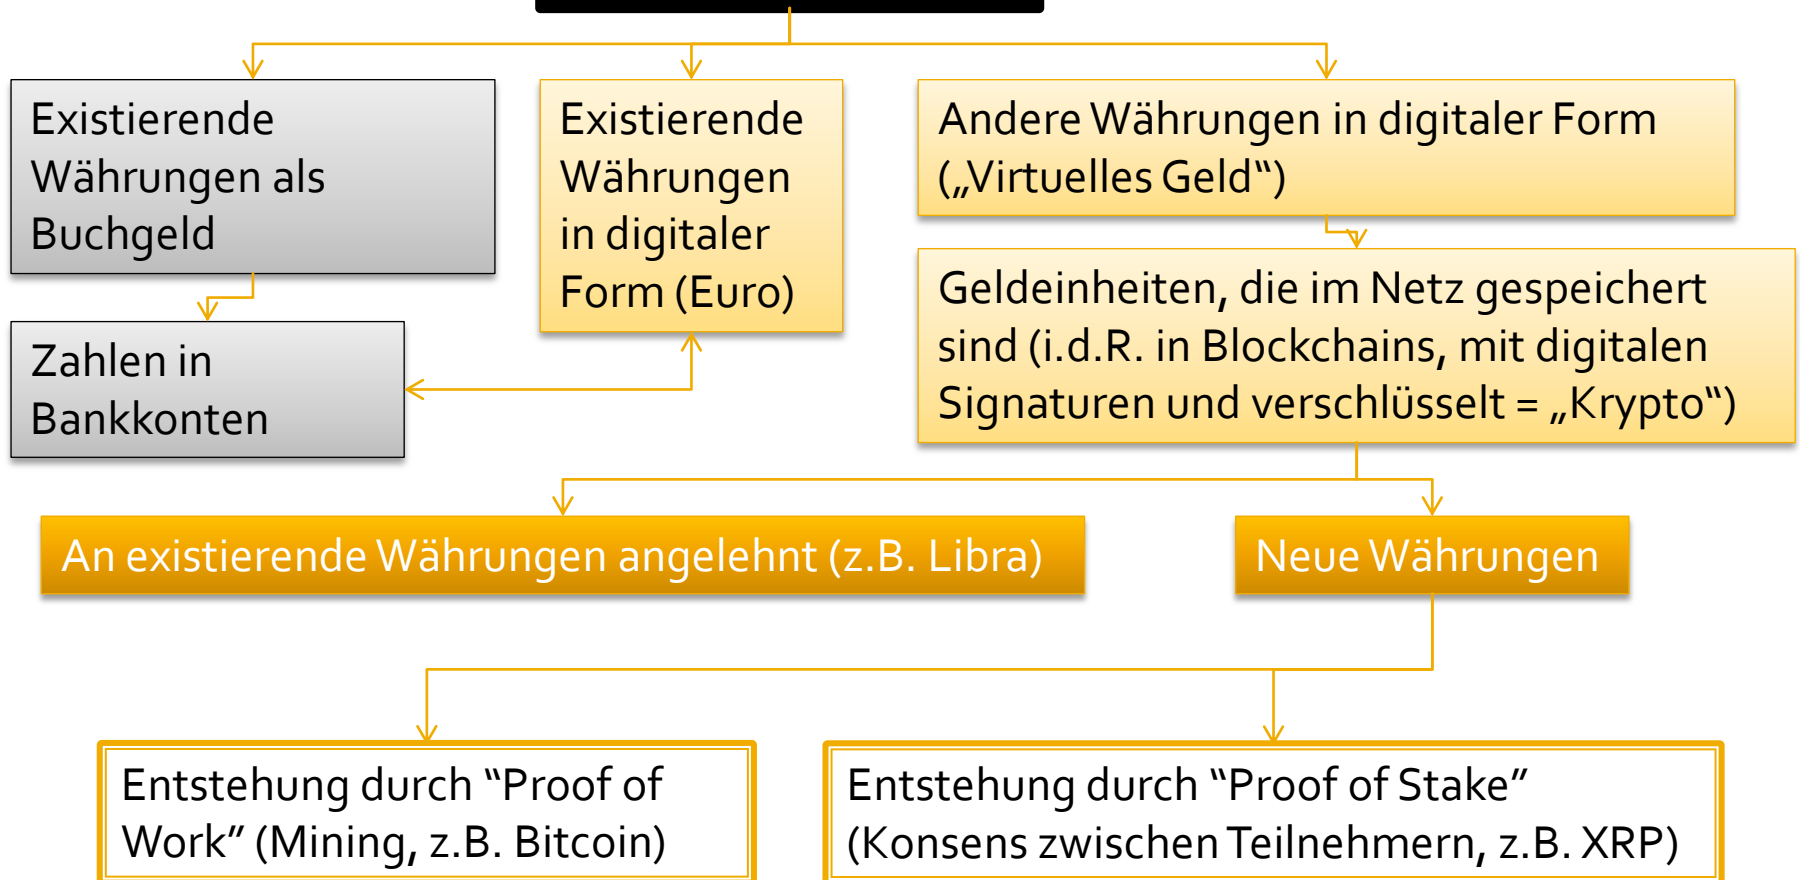 Existierende
Währungen als
Buchgeld
Existierende
Währungen
in digitaler
Form (Euro)
Andere Währungen in digitaler Form
(„Virtuelles Geld“)
Zahlen in
Bankkonten
Geldeinheiten, die im Netz gespeichert
sind (i.d.R. in Blockchains, mit digitalen
Signaturen und verschlüsselt = „Krypto“)
An existierende Währungen angelehnt (z.B. Libra)
Neue Währungen
Entstehung durch “Proof of
Work” (Mining, z.B. Bitcoin)
Entstehung durch “Proof of Stake”
(Konsens zwischen Teilnehmern, z.B. XRP)